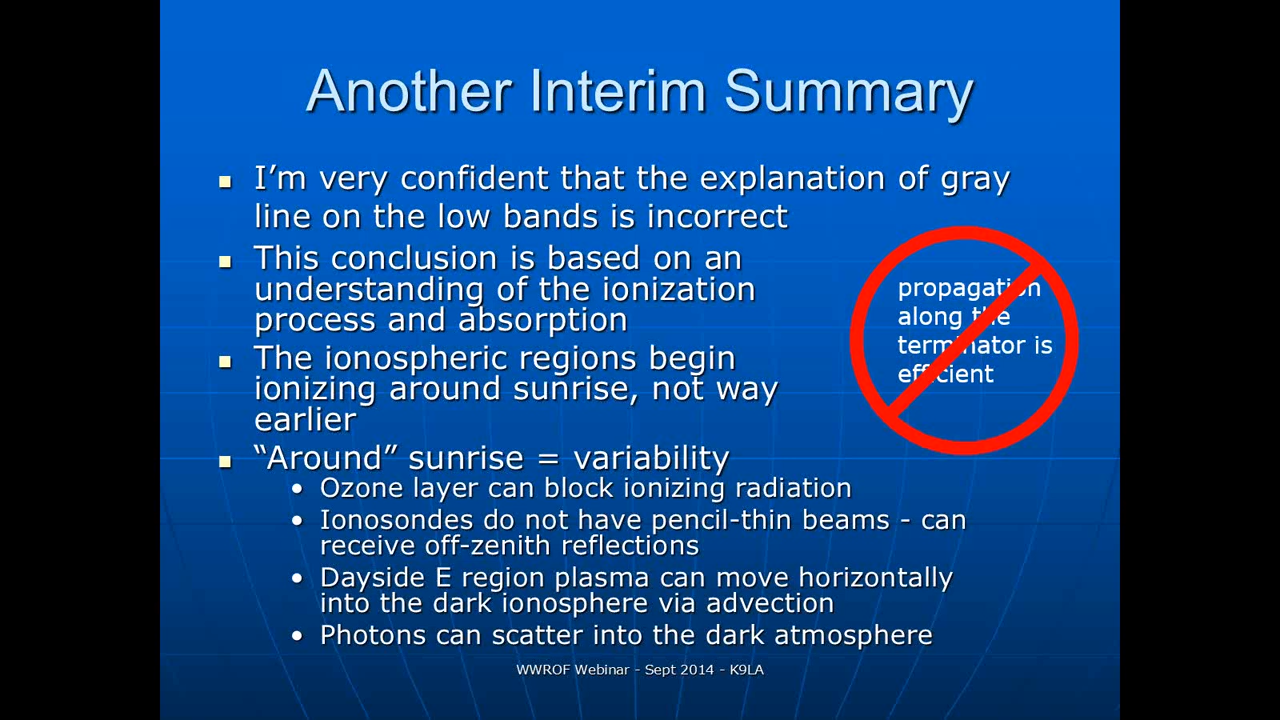 Another Interim Summary
I’m very confident that the explanation of gray
line on the low bands is incorrect
This conclusion is based on an
understanding of the ionization
process and absorption
The ionospheric regions begin
ionizing around sunrise, not way
earlier
propagation
along the
terminator is
efficient
“Around” sunrise = variability
• Ozone layer can block ionizing radiation
• Ionosondes do not have pencil-thin beams - can
receive off-zenith reflections
• Dayside E region plasma can move horizontally
into the dark ionosphere via advection
• Photons can scatter into the dark atmosphere
WWROF Webinar - Sept 2014 - K9LA